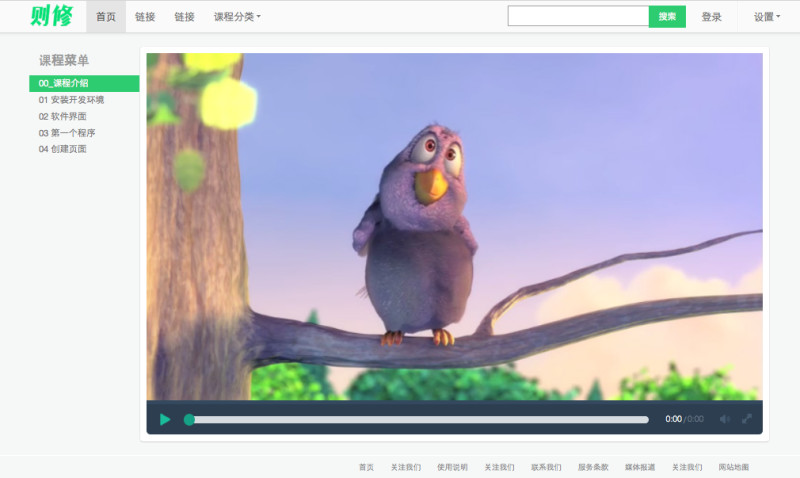 则修 首页 链接 链接 课程分类 搜索 登录 设置
课程菜单
00_课程介绍
01 安装开发环境
02 软件界面
03 第一个程序
04 创建页面
0:00 / 0:00
首页 关注我们 使用说明 关注我们 联系我们 服务条款 媒体报道 关注我们 网站地图